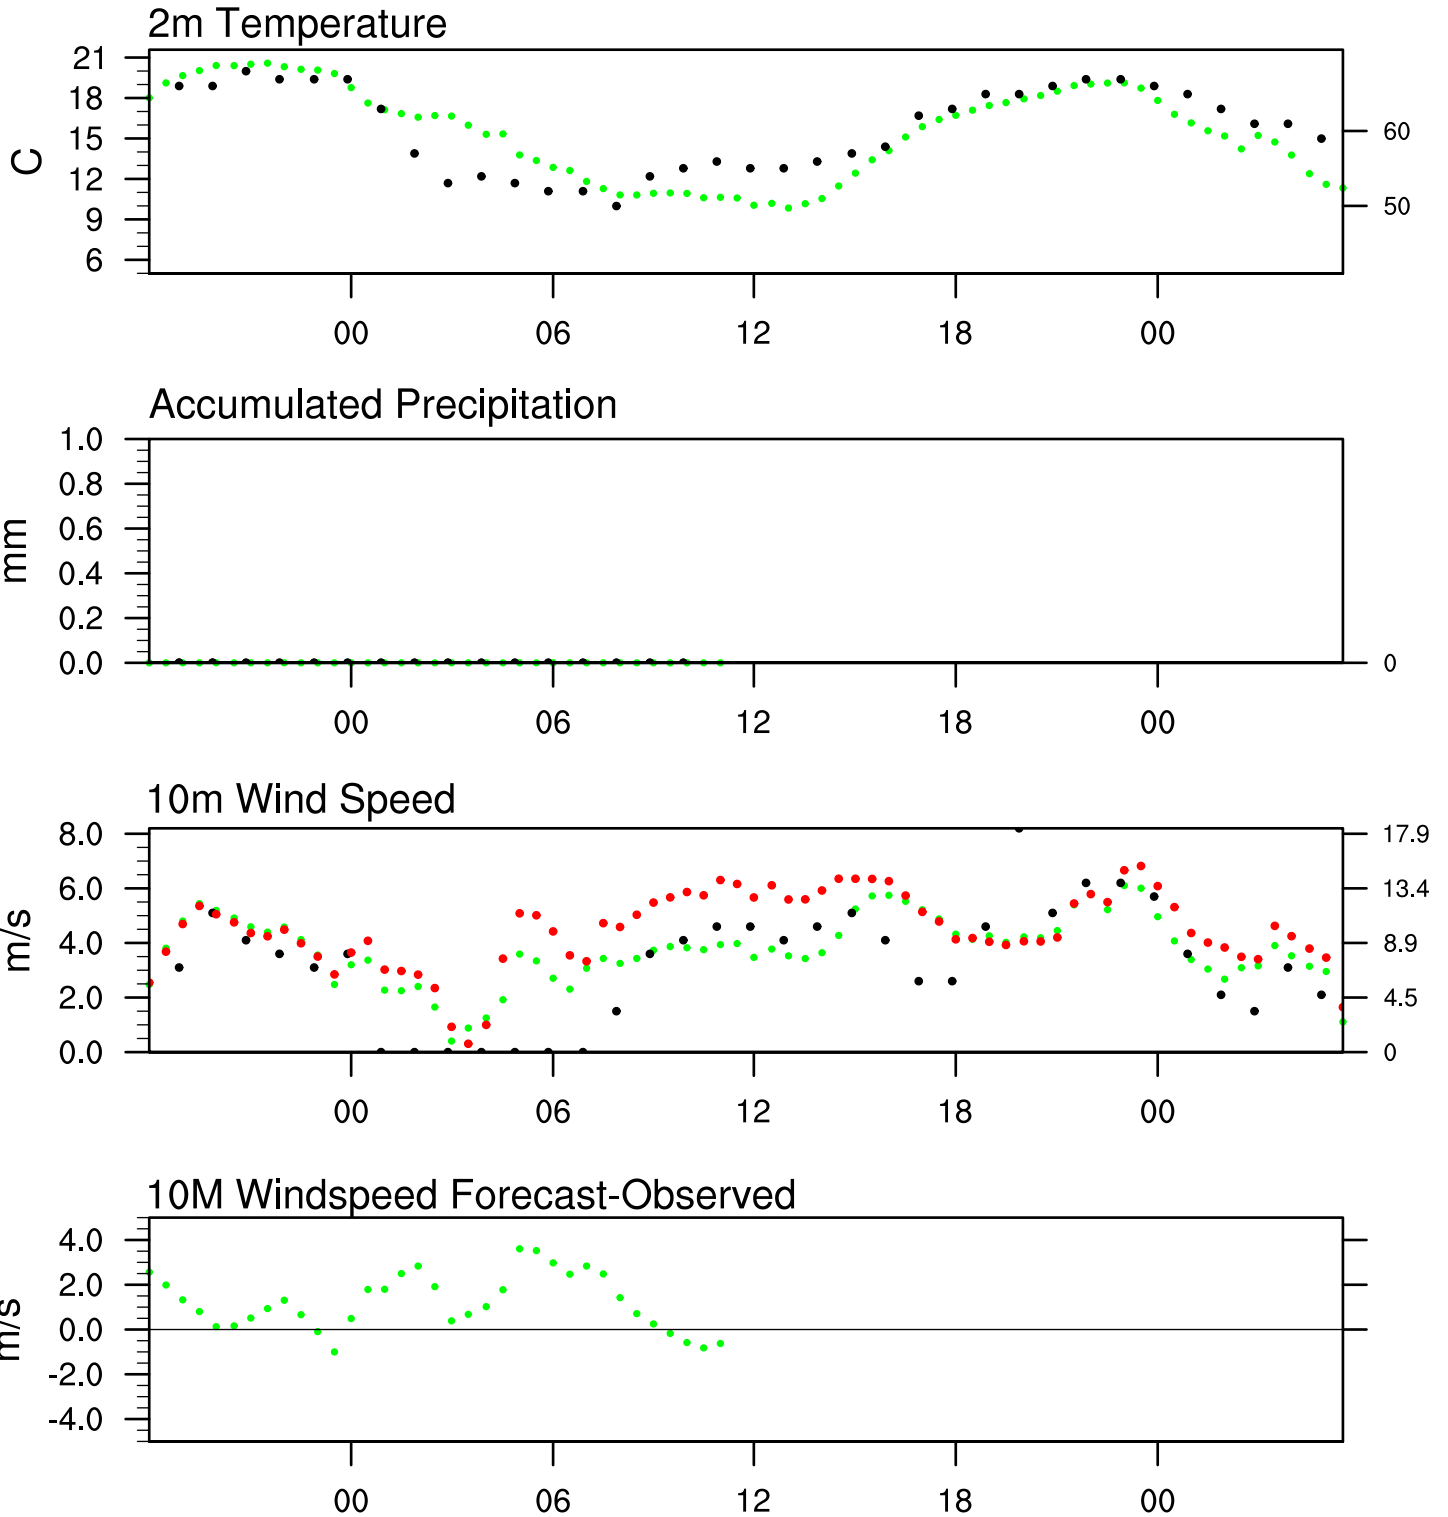 2m Temperature
21
18
15
12
9
6
C
60
50
00 06 12 18 00
Accumulated Precipitation
1.0
0.8
0.6
0.4
0.2
0.0
mm
0
00 06 12 18 00
10m Wind Speed
8.0
6.0
4.0
2.0
0.0
m/s
17.9
13.4
8.9
4.5
0
00 06 12 18 00
10M Windspeed Forecast-Observed
4.0
2.0
0.0
-2.0
-4.0
m/s
00 06 12 18 00